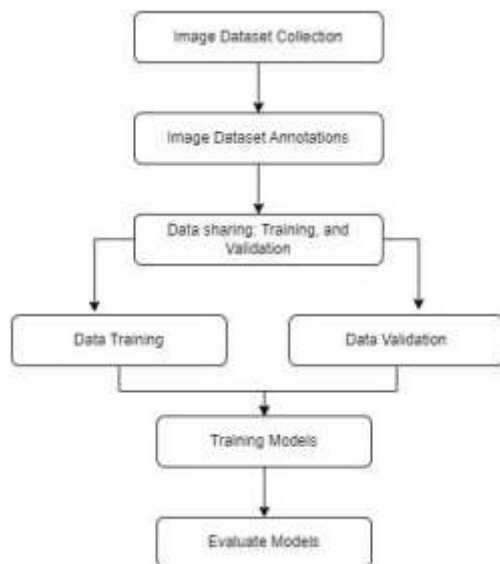 Image Dataset Collection
Image Dataset Annotations
Data sharing: Training, and
Validation
Data Training
Data Validation
Training Models
Evaluate Models